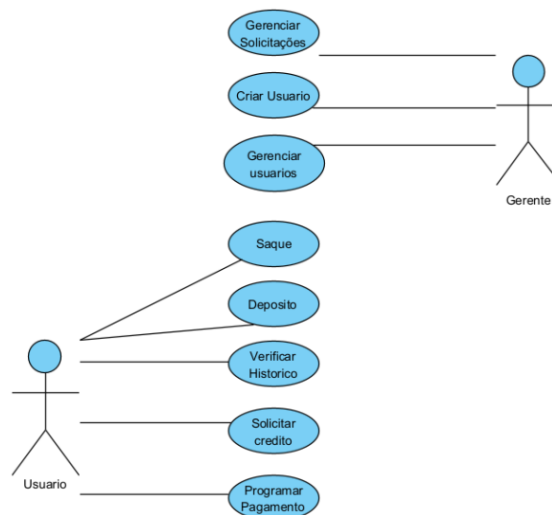 Gerenciar
Solicitações
Criar Usuario
Gerenciar
usuarios
Gerente
Saque
Deposito
Verificar
Historico
Solicitar
credito
Usuario
Programar
Pagamento